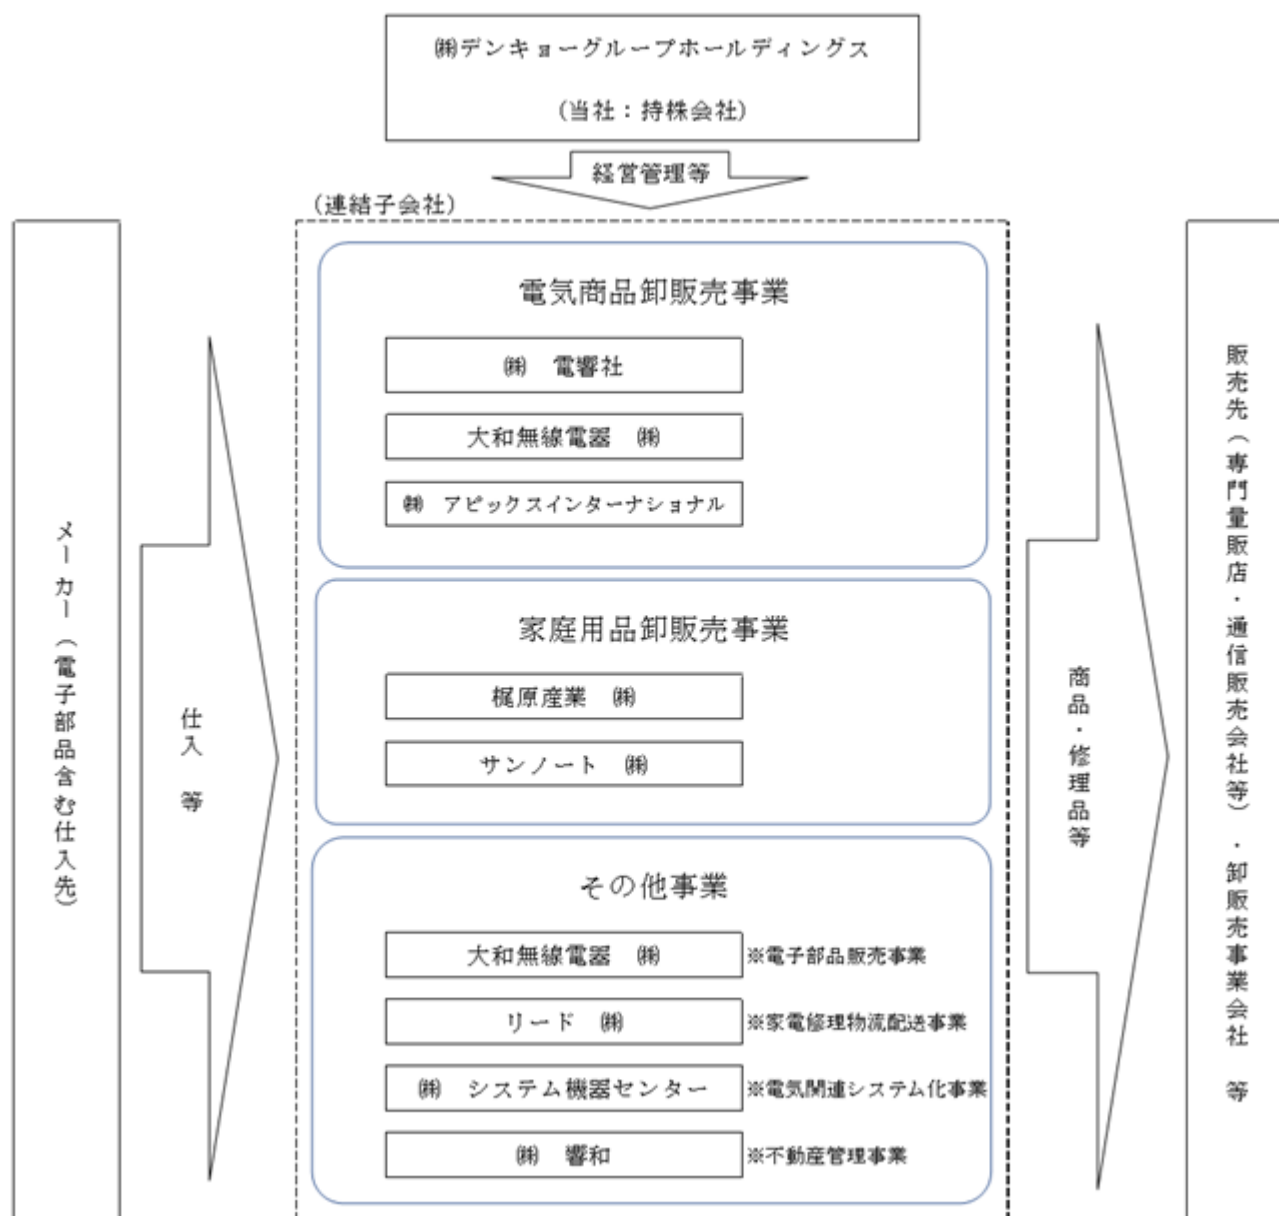 ㈱デンキョーグループホールディングス
(当社：持株会社)
経営管理等
(連結子会社)
メーカー（電子部品含む仕入先）
仕入　等
電気商品卸販売事業
㈱　電響社
大和無線電器　㈱
㈱　アピックスインターナショナル
家庭用品卸販売事業
梶原産業　㈱
サンノート　㈱
その他事業
大和無線電器　㈱
※電子部品販売事業
リード　㈱
※家電修理物流配送事業
㈱　システム機器センター
※電気関連システム化事業
㈱　響和
※不動産管理事業
商品・修理品等
販売先（専門量販店・通信販売会社等）・卸販売事業会社　等